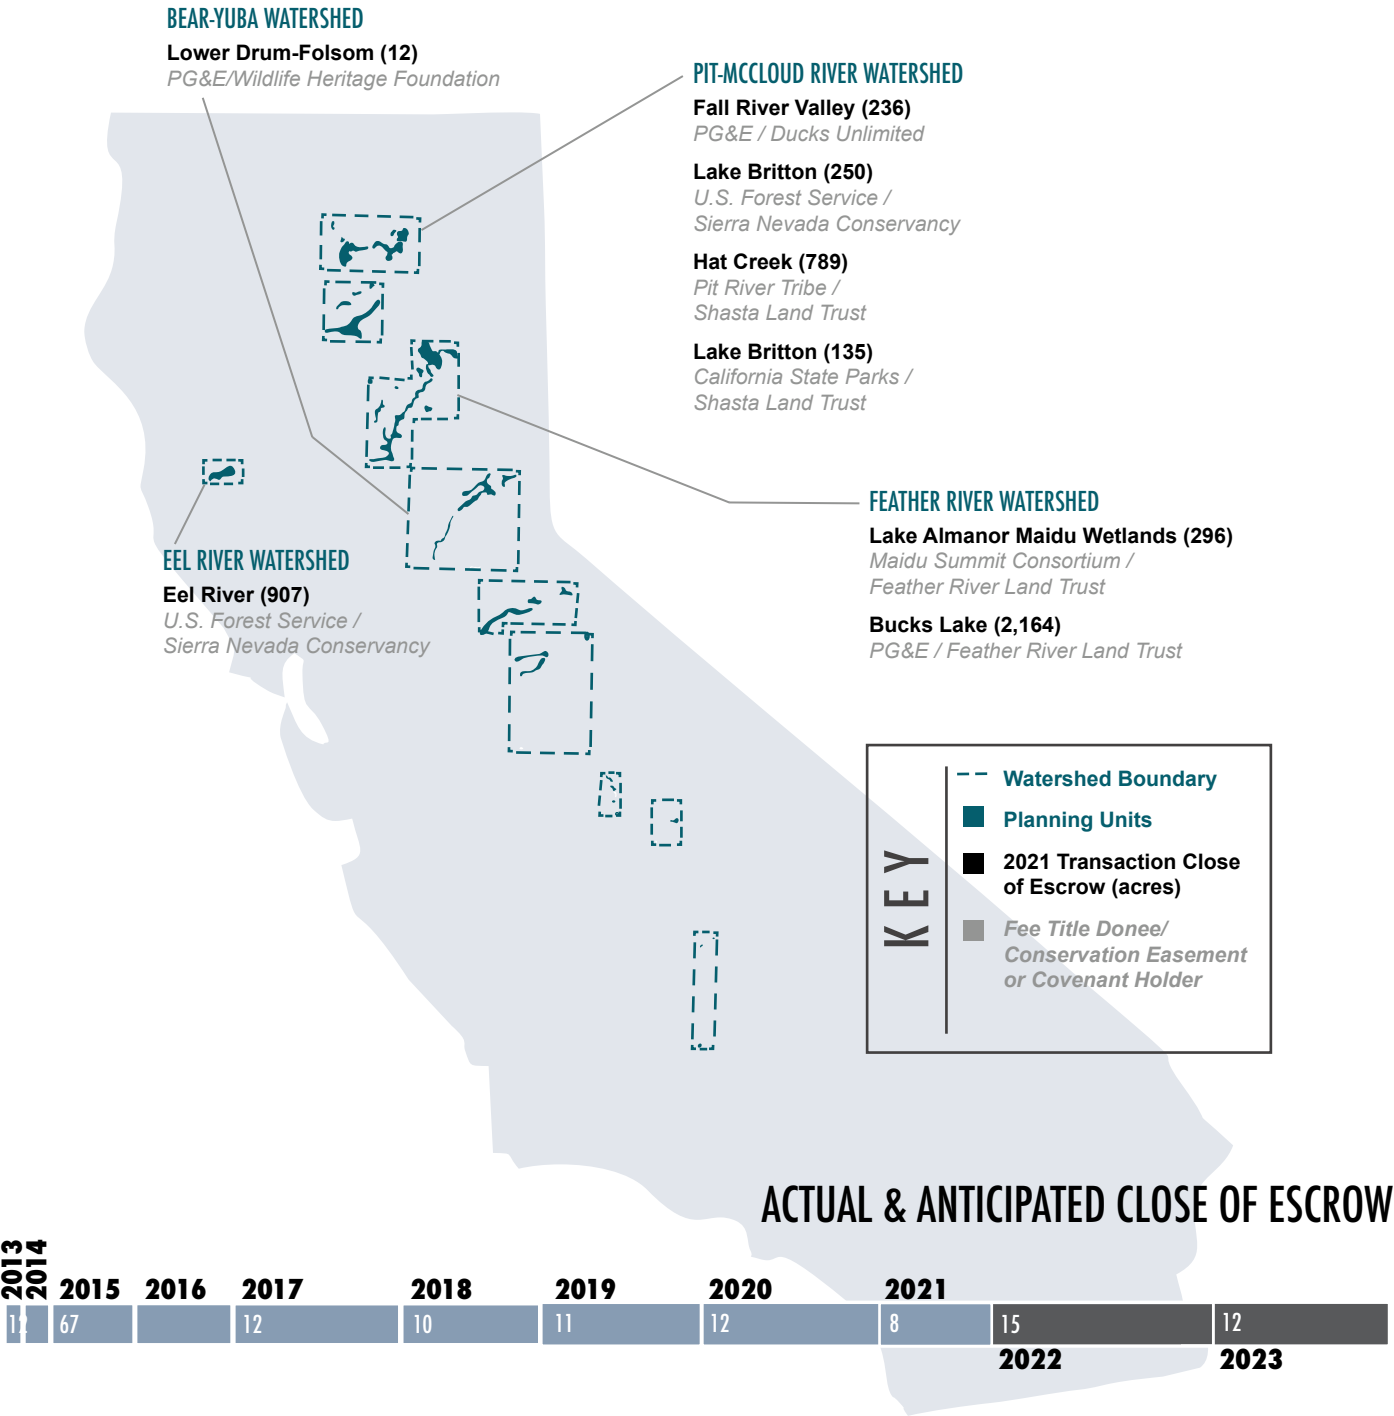 BEAR-YUBA WATERSHED
Lower Drum-Folsom (12)
PG&E/Wildlife Heritage Foundation
PIT-MCCLOUD RIVER WATERSHED
Fall River Valley (236)
PG&E / Ducks Unlimited
Lake Britton (250)
U.S. Forest Service /
Sierra Nevada Conservancy
Hat Creek (789)
Pit River Tribe /
Shasta Land Trust
Lake Britton (135)
California State Parks /
Shasta Land Trust
FEATHER RIVER WATERSHED
Lake Almanor Maidu Wetlands (296)
Maidu Summit Consortium /
Feather River Land Trust
Bucks Lake (2,164)
PG&E / Feather River Land Trust
EEL RIVER WATERSHED
Eel River (907)
U.S. Forest Service /
Sierra Nevada Conservancy
KEY
Watershed Boundary
Planning Units
2021 Transaction Close
of Escrow (acres)
Fee Title Donee/
Conservation Easement
or Covenant Holder
ACTUAL & ANTICIPATED CLOSE OF ESCROW
2013
2014
2015 2016 2017 2018 2019 2020 2021
12 67 12 10 11 12 8 15 12
2022 2023